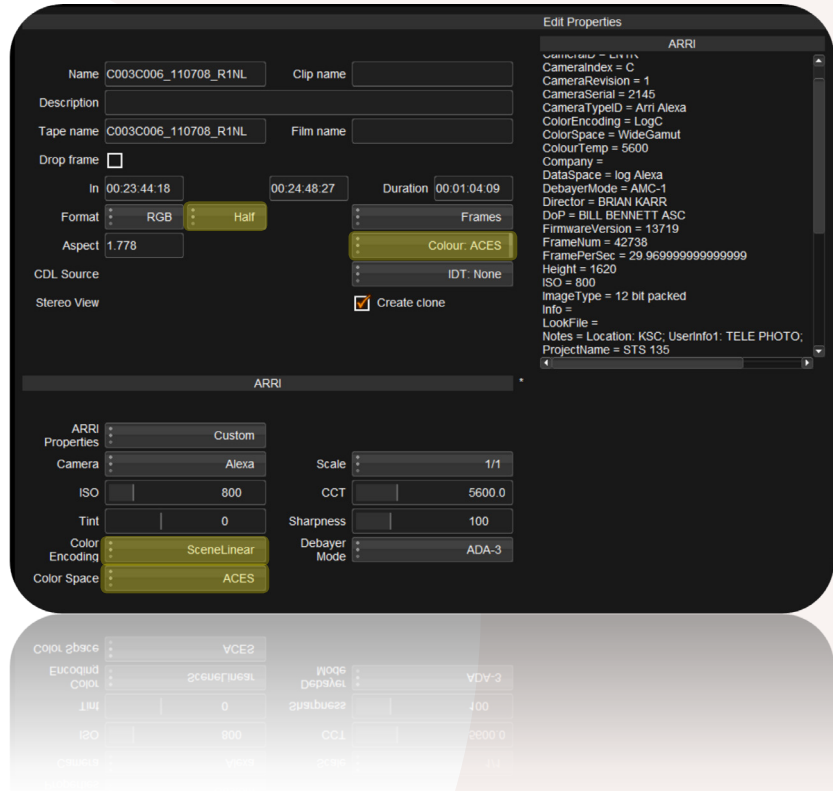 Edit Properties
ARRI
CameraIndex = C
CameraRevision = 1
CameraSerial = 2145
CameraTypeID = Arri Alexa
ColorEncoding = LogC
ColorSpace = WideGamut
ColourTemp = 5600
Company =
DataSpace = log Alexa
DebayerMode = AMC-1
Director = BRIAN KARR
DoP = BILL BENNETT ASC
FirmwareVersion = 13719
FrameNum = 42738
FramePerSec = 29.969999999999999
Height = 1620
ISO = 800
ImageType = 12 bit packed
Info =
LookFile =
Notes = Location: KSC; UserInfo1: TELE PHOTO;
ProjectName = STS 135
Name C003C006_110708_R1NL Clip name
Description
Tape name C003C006_110708_R1NL Film name
Drop frame
In 00:23:44:18 00:24:48:27 Duration 00:01:04:09
Format RGB Half Frames
Aspect 1.778 Colour: ACES
CDL Source IDT: None
Stereo View Create clone
ARRI *
ARRI Properties Custom
Camera Alexa Scale 1/1
ISO 800 CCT 5600.0
Tint 0 Sharpness 100
Color Encoding SceneLinear Debayer Mode ADA-3
Color Space ACES